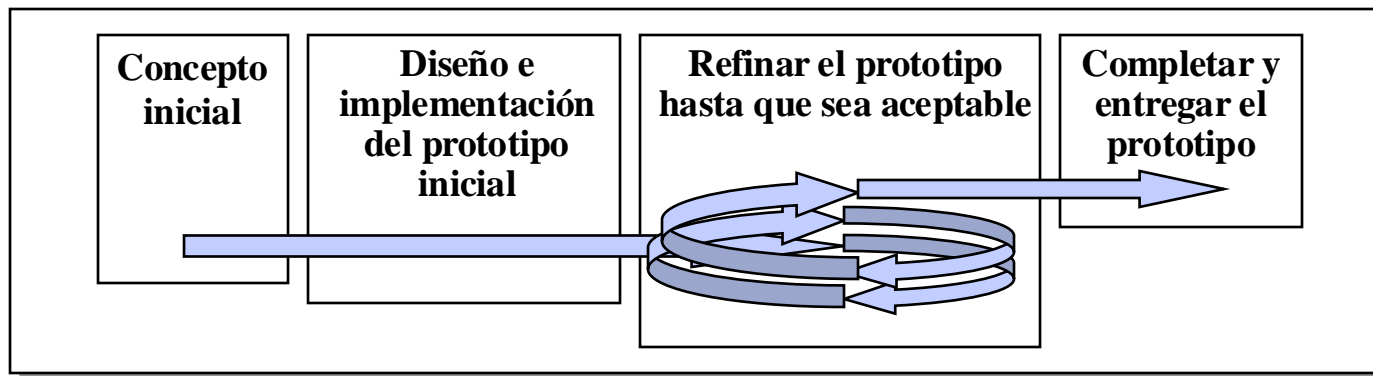 Concepto
inicial
Diseño e
implementación
del prototipo
inicial
Refinar el prototipo
hasta que sea aceptable
Completar y
entregar el
prototipo